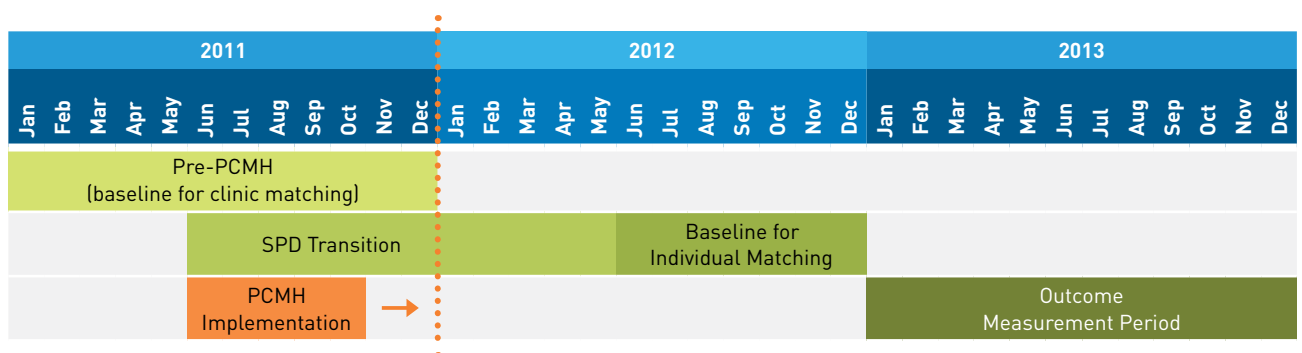 2011 2012 2013
Jan Feb Mar Apr May Jun Jul Aug Sep Oct Nov Dec Jan Feb Mar Apr May Jun Jul Aug Sep Oct Nov Dec Jan Feb Mar Apr May Jun Jul Aug Sep Oct Nov Dec
Pre-PCMH
(baseline for clinic matching)
SPD Transition
Baseline for
Individual Matching
PCMH
Implementation
Outcome
Measurement Period